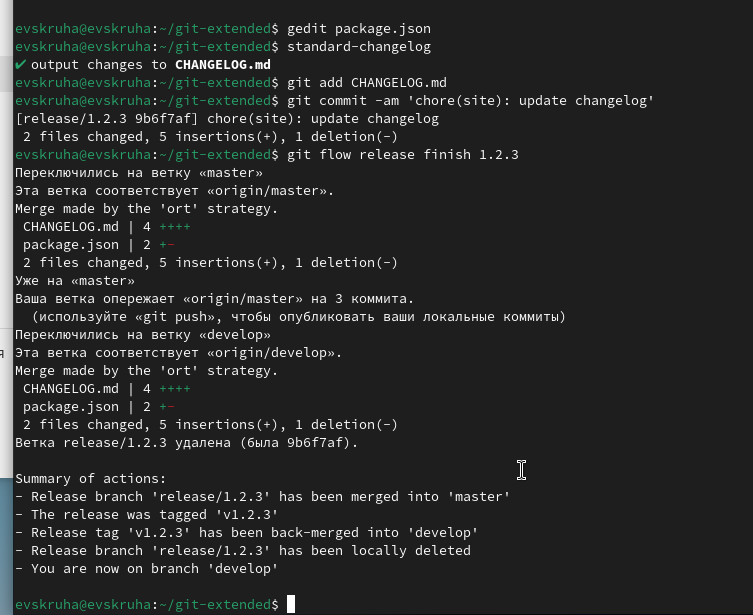 evskruha@evskruha:~/git-extended$ gedit package.json
evskruha@evskruha:~/git-extended$ standard-changelog
✔ output changes to CHANGELOG.md
evskruha@evskruha:~/git-extended$ git add CHANGELOG.md
evskruha@evskruha:~/git-extended$ git commit -am 'chore(site): update changelog'
[release/1.2.3 9b6f7af] chore(site): update changelog
 2 files changed, 5 insertions(+), 1 deletion(-)
evskruha@evskruha:~/git-extended$ git flow release finish 1.2.3
Переключились на ветку «master»
Эта ветка соответствует «origin/master».
Merge made by the 'ort' strategy.
 CHANGELOG.md | 4 ++++
 package.json | 2 +-
 2 files changed, 5 insertions(+), 1 deletion(-)
Уже на «master»
Ваша ветка опережает «origin/master» на 3 коммита.
  (используйте «git push», чтобы опубликовать ваши локальные коммиты)
Переключились на ветку «develop»
Эта ветка соответствует «origin/develop».
я
Merge made by the 'ort' strategy.
 CHANGELOG.md | 4 ++++
 package.json | 2 +-
 2 files changed, 5 insertions(+), 1 deletion(-)
Ветка release/1.2.3 удалена (была 9b6f7af).
Summary of actions:
- Release branch 'release/1.2.3' has been merged into 'master'
- The release was tagged 'v1.2.3'
- Release tag 'v1.2.3' has been back-merged into 'develop'
- Release branch 'release/1.2.3' has been locally deleted
- You are now on branch 'develop'
evskruha@evskruha:~/git-extended$